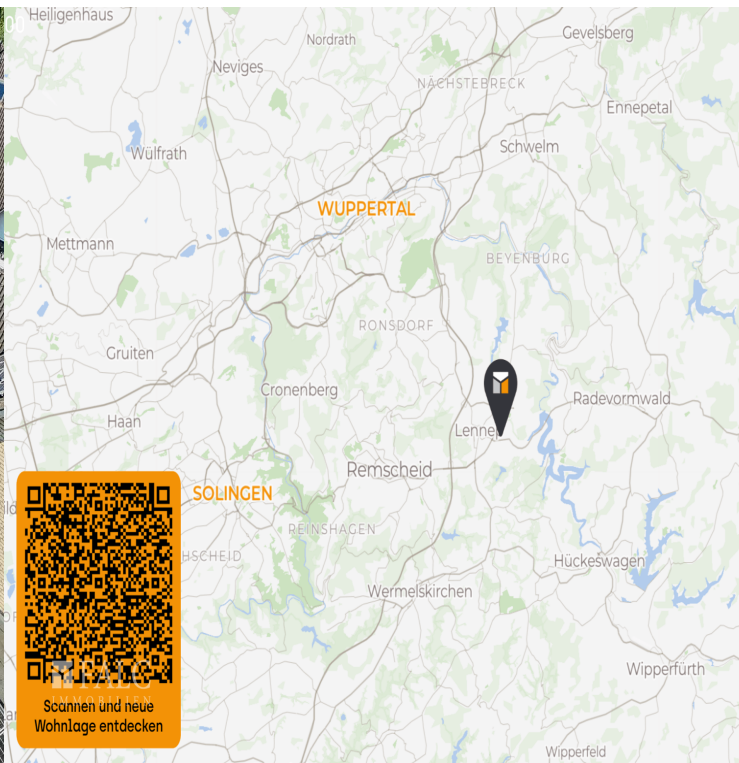 00
Heiligenhaus
Gevelsberg
Nordrath
Neviges
NÄCHSTEBRECK
Ennepetal
Wülfrath
Schwelm
WUPPERTAL
Mettmann
BEYENBURG
RONSDORF
Gruiten
Cronenberg
Radevormwald
Haan
Lennep
Remscheid
SOLINGEN
REINSHAGEN
HSCHEID
Hückeswagen
Wermelskirchen
Wipperfürth
FALC
IMMOBILIEN
Scannen und neue
Wohnlage entdecken
Wipperfeld